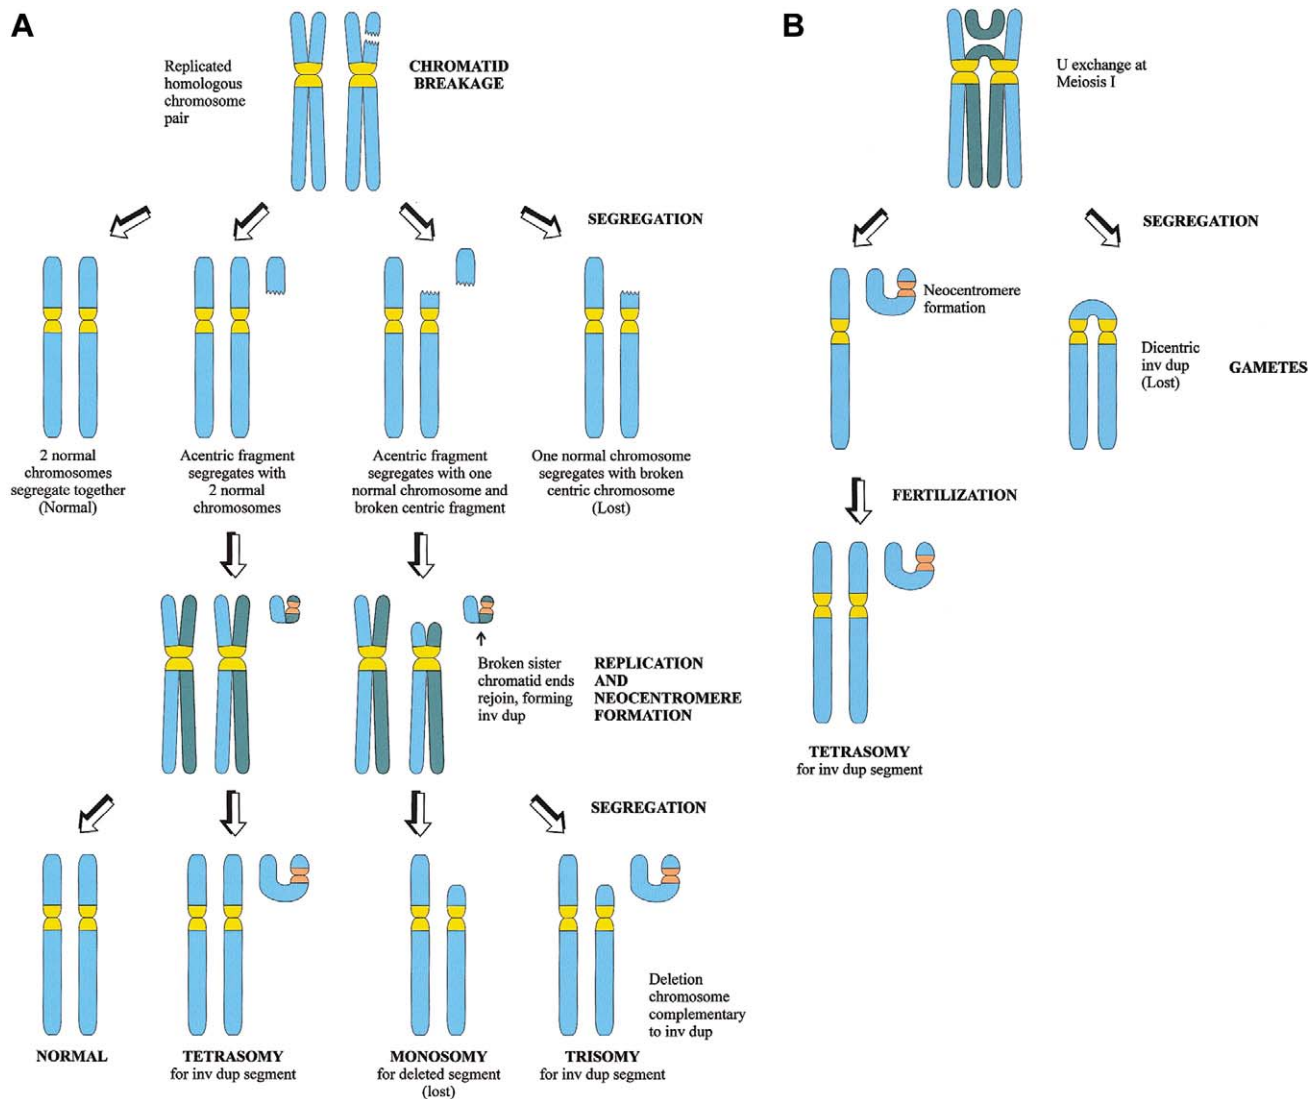 A
Replicated
homologous
chromosome
pair
CHROMATID
BREAKAGE
SEGREGATION
2 normal
chromosomes
segregate together
(Normal)
Acentric fragment
segregates with
2 normal
chromosomes
Acentric fragment
segregates with one
normal chromosome and
broken centric fragment
One normal chromosome
segregates with broken
centric chromosome
(Lost)
Broken sister
chromatid ends
rejoin, forming
inv dup
REPLICATION
AND
NEOCENTROMERE
FORMATION
SEGREGATION
NORMAL
TETRASOMY
for inv dup segment
MONOSOMY
for deleted segment
(lost)
TRISOMY
for inv dup segment
Deletion
chromosome
complementary
to inv dup
B
U exchange at
Meiosis I
SEGREGATION
Neocentromere
formation
Dicentric
inv dup
(Lost)
GAMETES
FERTILIZATION
TETRASOMY
for inv dup segment